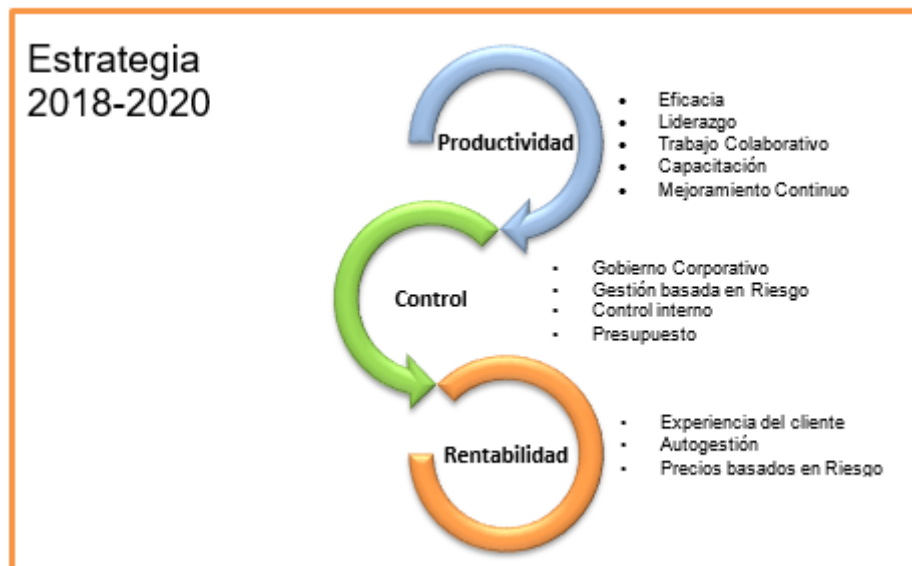 Estrategia
2018-2020
Productividad
• Eficacia
• Liderazgo
• Trabajo Colaborativo
• Capacitación
• Mejoramiento Continuo
Control
• Gobierno Corporativo
• Gestión basada en Riesgo
• Control interno
• Presupuesto
Rentabilidad
• Experiencia del cliente
• Autogestión
• Precios basados en Riesgo